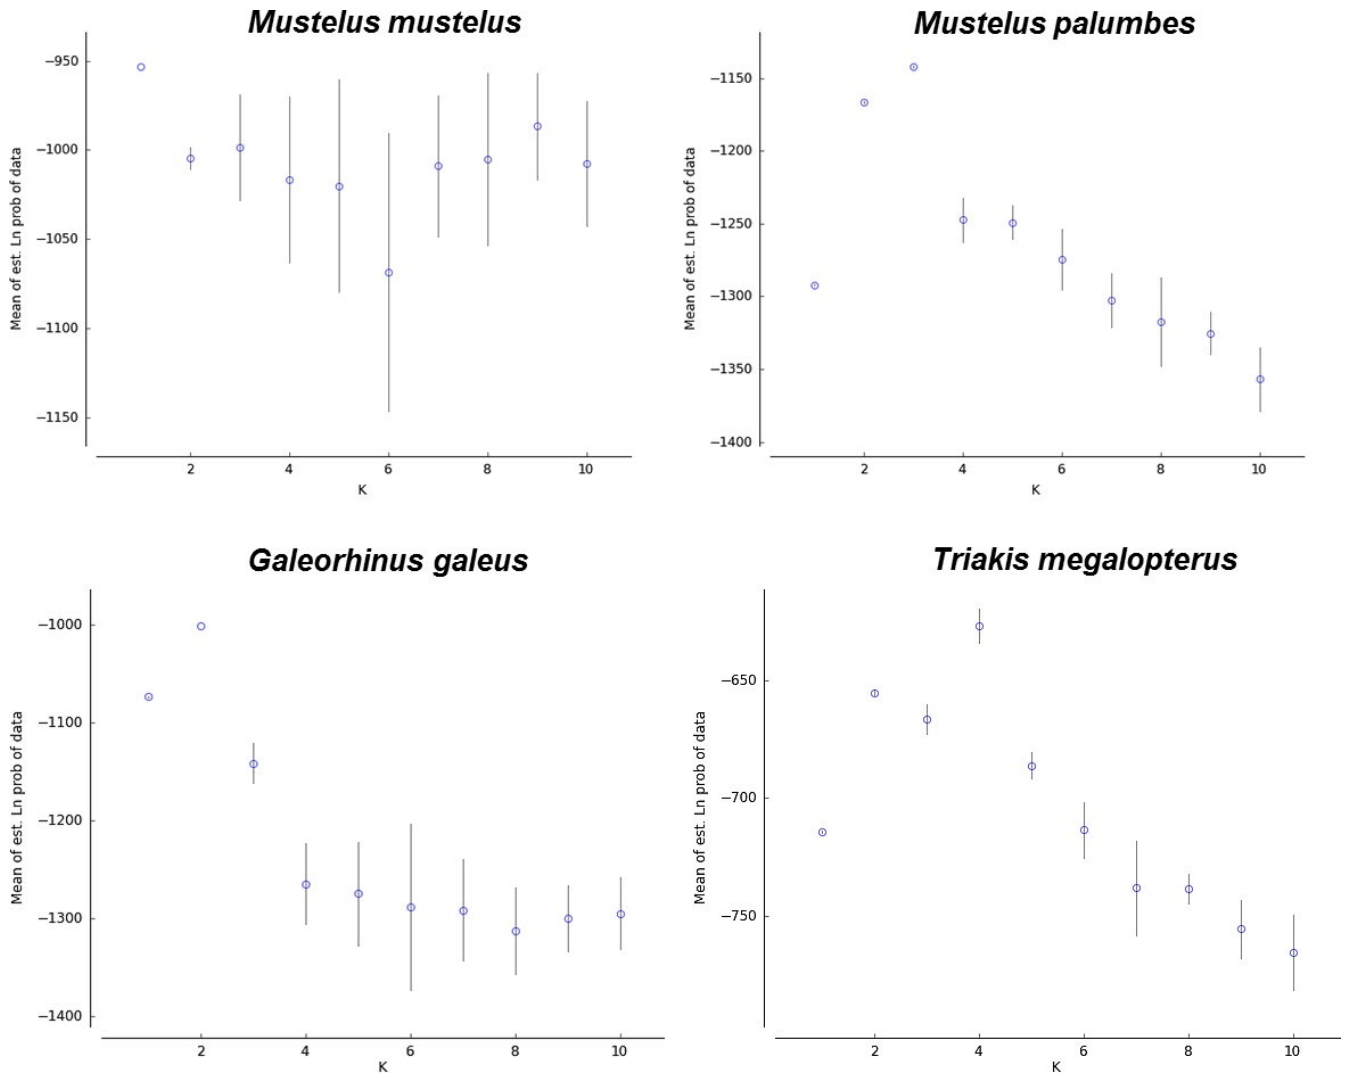 Mustelus mustelus
Mean of est. Ln prob of data
−950
−1000
−1050
−1100
−1150
2 4 6 8 10
K
Mustelus palumbes
Mean of est. Ln prob of data
−1150
−1200
−1250
−1300
−1350
−1400
2 4 6 8 10
K
Galeorhinus galeus
Mean of est. Ln prob of data
−1000
−1100
−1200
−1300
−1400
2 4 6 8 10
K
Triakis megalopterus
Mean of est. Ln prob of data
−650
−700
−750
2 4 6 8 10
K